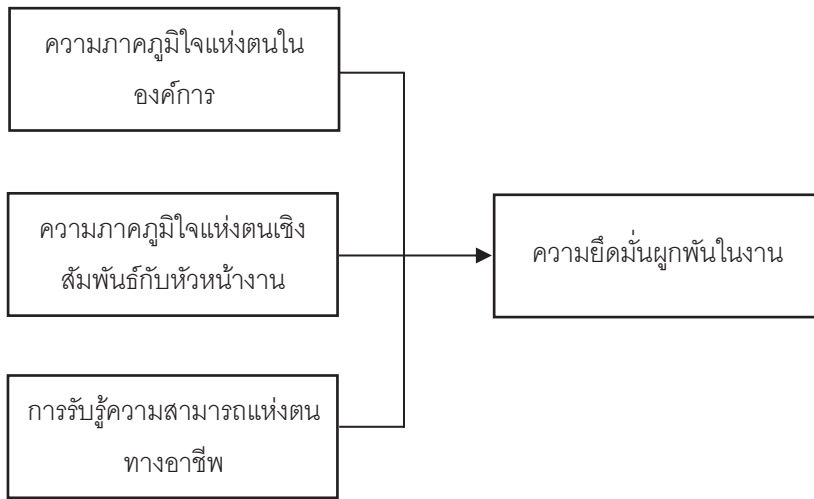 ความภาคภูมิใจแห่งตนใน
องค์การ
ความภาคภูมิใจแห่งตนเชิง
สัมพันธ์กับหัวหน้างาน
ความยึดมั่นผูกพันในงาน
การรับรู้ความสามารถแห่งตน
ทางอาชีพ